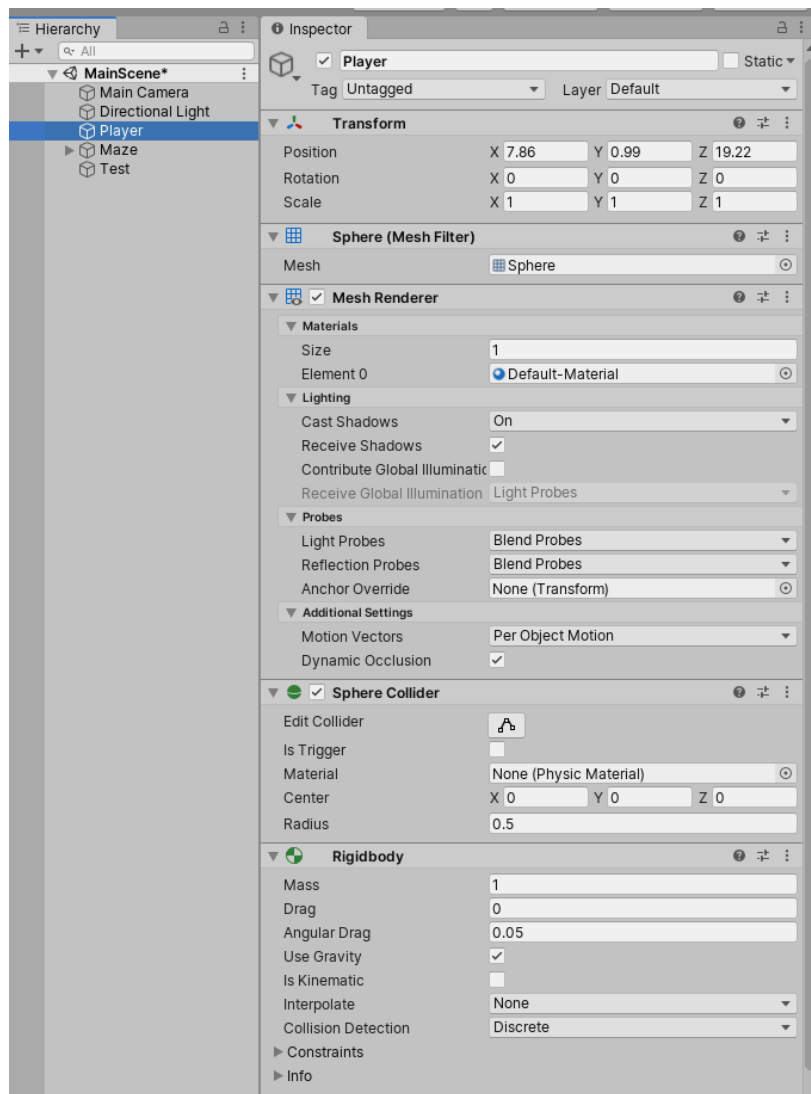 Hierarchy
All
MainScene*
Main Camera
Directional Light
Player
Maze
Test
Inspector
Player Static
Tag Untagged Layer Default
Transform
Position X 7.86 Y 0.99 Z 19.22
Rotation X 0 Y 0 Z 0
Scale X 1 Y 1 Z 1
Sphere (Mesh Filter)
Mesh Sphere
Mesh Renderer
Materials
Size 1
Element 0 Default-Material
Lighting
Cast Shadows On
Receive Shadows
Contribute Global Illuminatic
Receive Global Illumination Light Probes
Probes
Light Probes Blend Probes
Reflection Probes Blend Probes
Anchor Override None (Transform)
Additional Settings
Motion Vectors Per Object Motion
Dynamic Occlusion
Sphere Collider
Edit Collider
Is Trigger
Material None (Physic Material)
Center X 0 Y 0 Z 0
Radius 0.5
Rigidbody
Mass 1
Drag 0
Angular Drag 0.05
Use Gravity
Is Kinematic
Interpolate None
Collision Detection Discrete
Constraints
Info